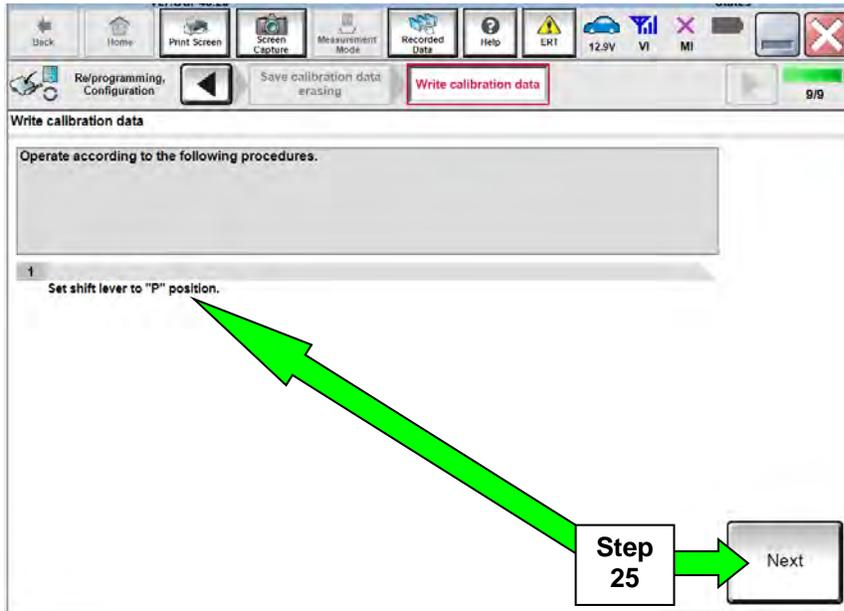 Back
Home
Print Screen
Screen Capture
Measurement Mode
Recorded Data
Help
ERT
12.9V
VI
MI
Re/programming, Configuration
Save calibration data erasing
Write calibration data
9/9
Write calibration data
Operate according to the following procedures.
1
Set shift lever to "P" position.
Step
25
Next